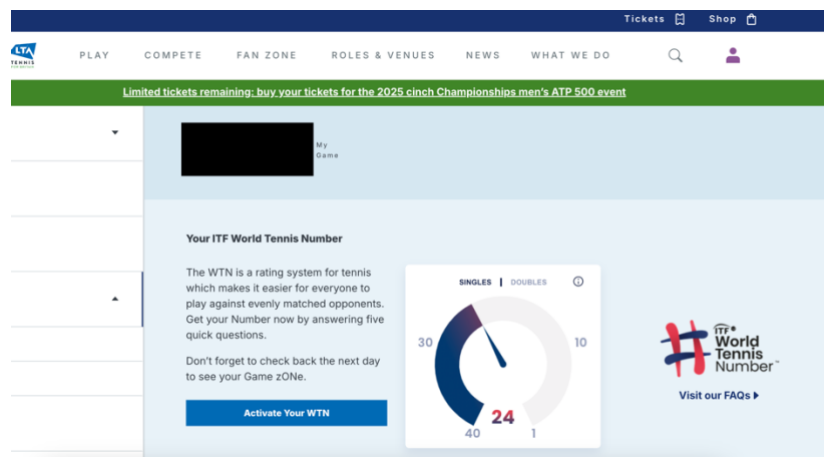 Tickets Shop
LTA
TENNIS
PLAY COMPETE FAN ZONE ROLES & VENUES NEWS WHAT WE DO
Limited tickets remaining: buy your tickets for the 2025 cinch Championships men's ATP 500 event
My
Game
Your ITF World Tennis Number
The WTN is a rating system for tennis
which makes it easier for everyone to
play against evenly matched opponents.
Get your Number now by answering five
quick questions.
Don't forget to check back the next day
to see your Game zONe.
Activate Your WTN
SINGLES | DOUBLES
30
10
24
40
1
ITF
World
Tennis
Number
Visit our FAQs